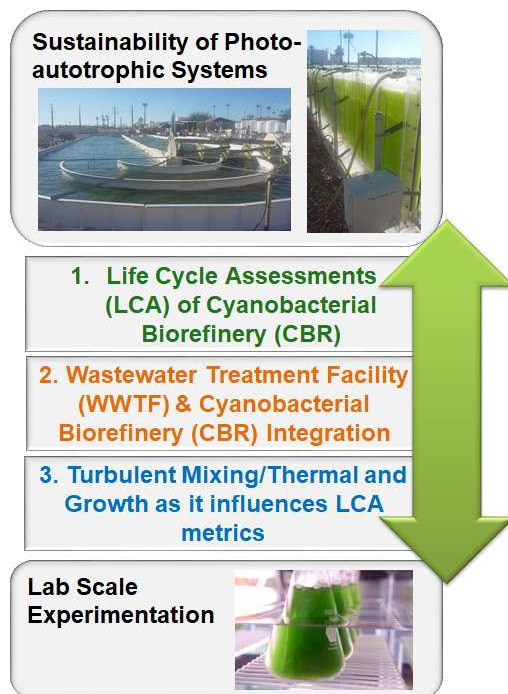 Sustainability of Photo-
autotrophic Systems
1. Life Cycle Assessments
(LCA) of Cyanobacterial
Biorefinery (CBR)
2. Wastewater Treatment Facility
(WWTF) & Cyanobacterial
Biorefinery (CBR) Integration
3. Turbulent Mixing/Thermal and
Growth as it influences LCA
metrics
Lab Scale
Experimentation